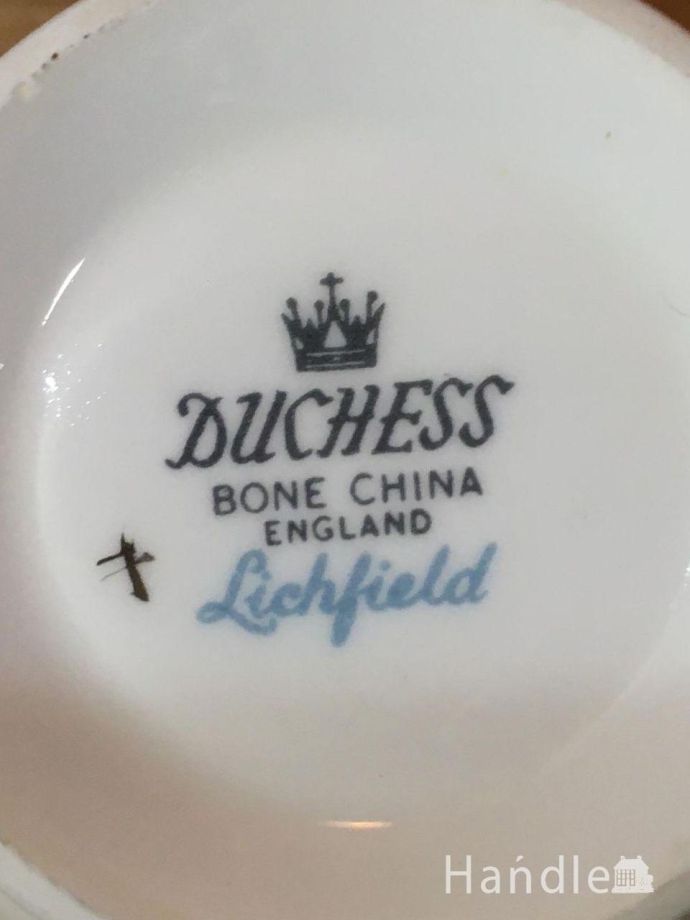 DUCHESS
BONE CHINA
ENGLAND
Lichfield
Handle